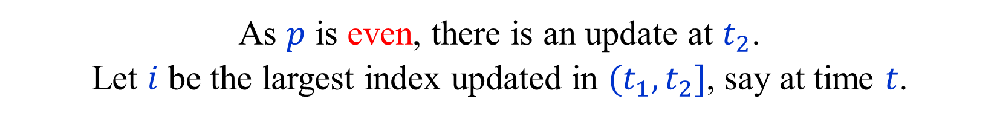 As p is even, there is an update at t₂.
Let i be the largest index updated in (t₁, t₂], say at time t.